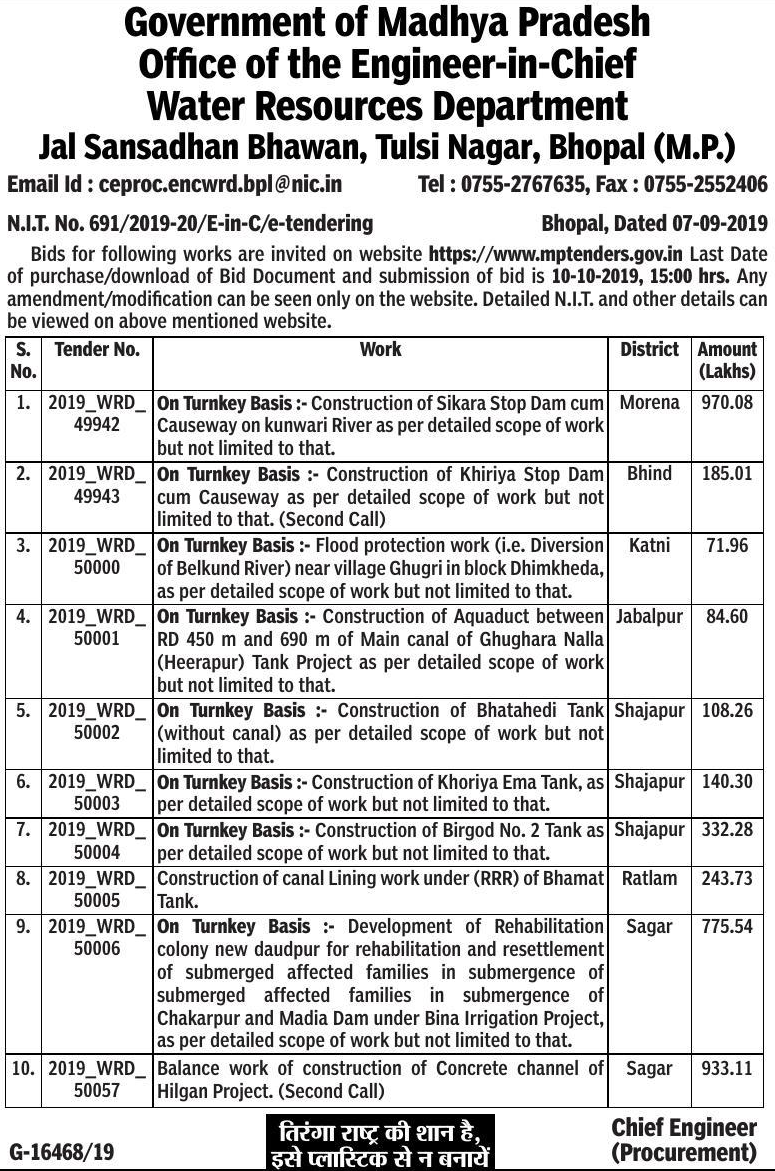 Government of Madhya Pradesh
Office of the Engineer-in-Chief
Water Resources Department
Jal Sansadhan Bhawan, Tulsi Nagar, Bhopal (M.P.)
Email Id : ceproc.encwrd.bpl@nic.in Tel : 0755-2767635, Fax : 0755-2552406
N.I.T. No. 691/2019-20/E-in-C/e-tendering Bhopal, Dated 07-09-2019
Bids for following works are invited on website https://www.mptenders.gov.in Last Date
of purchase/download of Bid Document and submission of bid is 10-10-2019, 15:00 hrs. Any
amendment/modification can be seen only on the website. Detailed N.I.T. and other details can
be viewed on above mentioned website.
S. Tender No. Work District Amount
No. (Lakhs)
1. 2019_WRD_ On Turnkey Basis :- Construction of Sikara Stop Dam cum Morena 970.08
49942 Causeway on kunwari River as per detailed scope of work
but not limited to that.
2. 2019_WRD_ On Turnkey Basis :- Construction of Khiriya Stop Dam Bhind 185.01
49943 cum Causeway as per detailed scope of work but not
limited to that. (Second Call)
3. 2019_WRD_ On Turnkey Basis :- Flood protection work (i.e. Diversion Katni 71.96
50000 of Belkund River) near village Ghugri in block Dhimkheda,
as per detailed scope of work but not limited to that.
4. 2019_WRD_ On Turnkey Basis :- Construction of Aquaduct between Jabalpur 84.60
50001 RD 450 m and 690 m of Main canal of Ghughara Nalla
(Heerapur) Tank Project as per detailed scope of work
but not limited to that.
5. 2019_WRD_ On Turnkey Basis :- Construction of Bhatahedi Tank Shajapur 108.26
50002 (without canal) as per detailed scope of work but not
limited to that.
6. 2019_WRD_ On Turnkey Basis :- Construction of Khoriya Ema Tank, as Shajapur 140.30
50003 per detailed scope of work but not limited to that.
7. 2019_WRD_ On Turnkey Basis :- Construction of Birgod No. 2 Tank as Shajapur 332.28
50004 per detailed scope of work but not limited to that.
8. 2019_WRD_ Construction of canal Lining work under (RRR) of Bhamat Ratlam 243.73
50005 Tank.
9. 2019_WRD_ On Turnkey Basis :- Development of Rehabilitation Sagar 775.54
50006 colony new daudpur for rehabilitation and resettlement
of submerged affected families in submergence of
submerged affected families in submergence of
Chakarpur and Madia Dam under Bina Irrigation Project,
as per detailed scope of work but not limited to that.
10. 2019_WRD_ Balance work of construction of Concrete channel of Sagar 933.11
50057 Hilgan Project. (Second Call)
G-16468/19
तिरंगा राष्ट्र की शान है,
इसे प्लास्टिक से न बनायें
Chief Engineer
(Procurement)